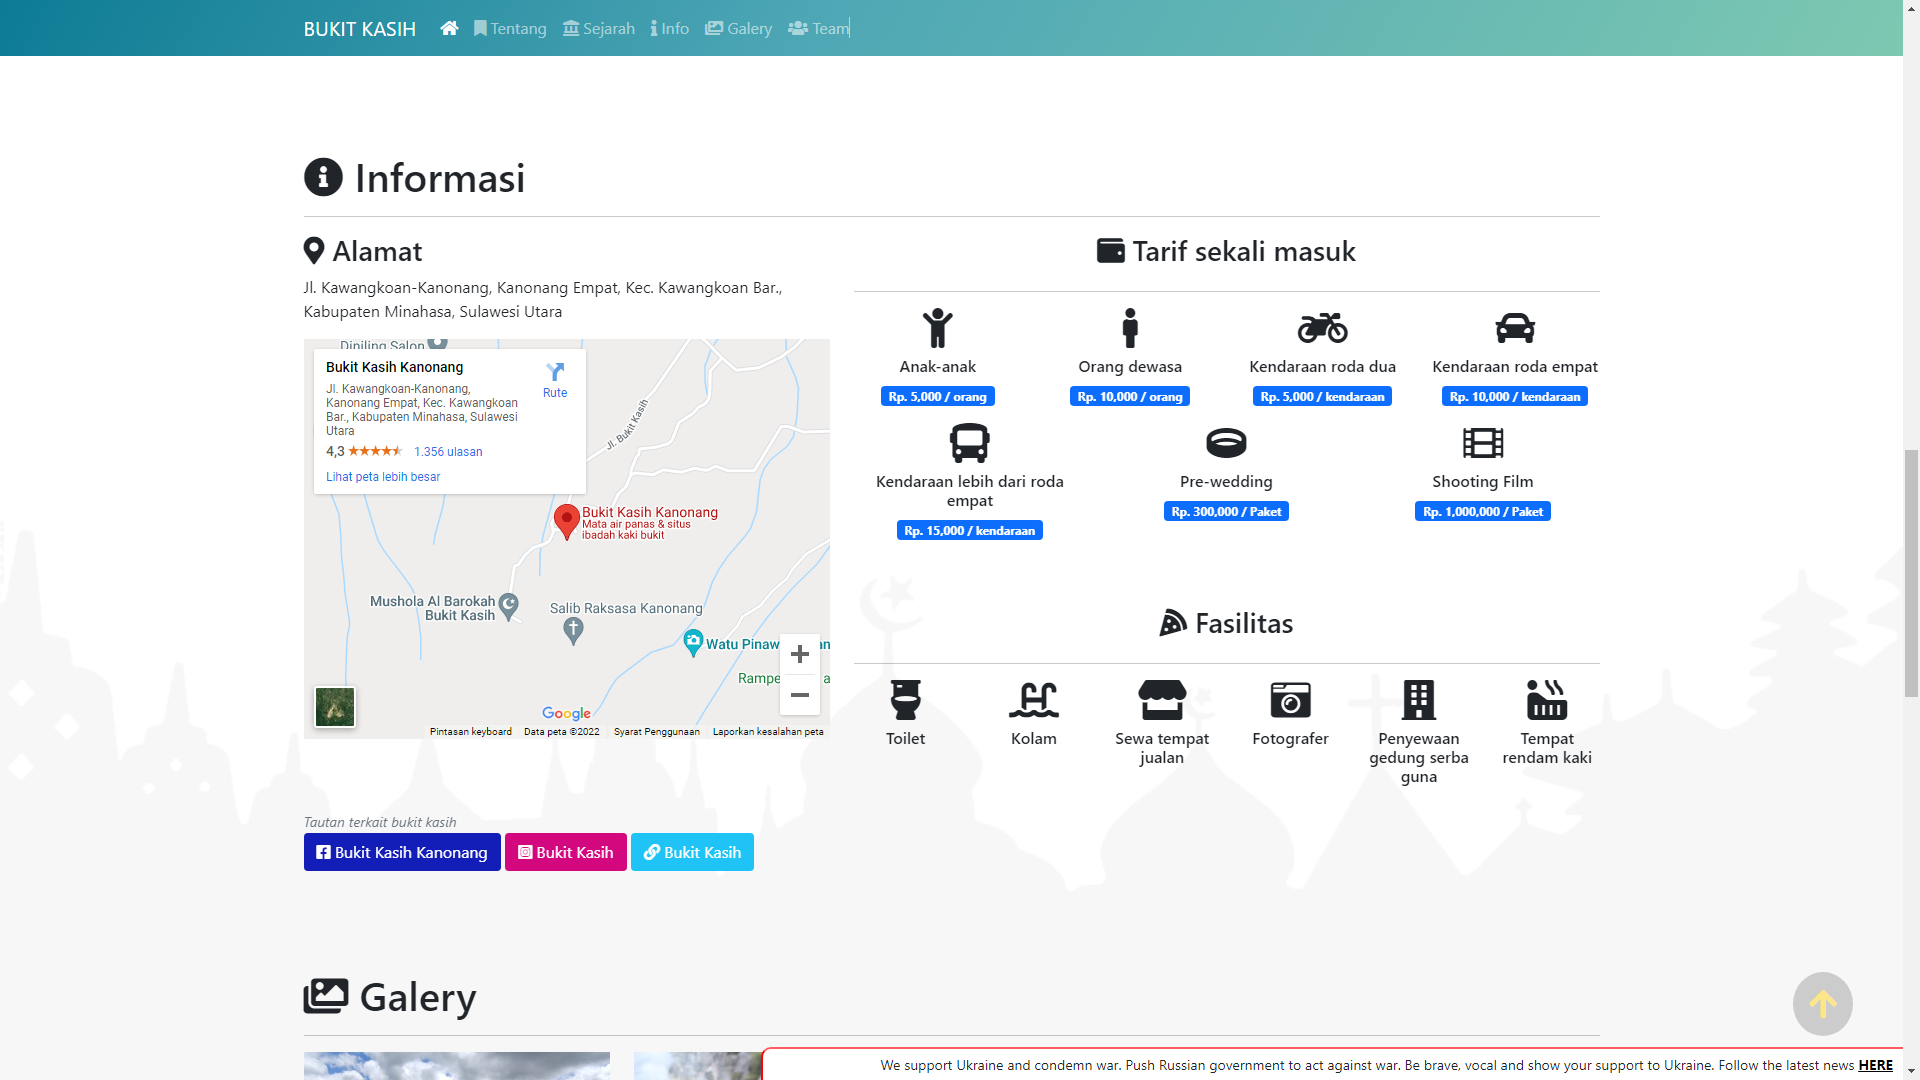 BUKIT KASIH Tentang Sejarah Info Galery Team
Informasi
Alamat
Jl. Kawangkoan-Kanonang, Kanonang Empat, Kec. Kawangkoan Bar.,
Kabupaten Minahasa, Sulawesi Utara
Diniling Salon
Bukit Kasih Kanonang
Jl. Kawangkoan-Kanonang,
Kanonang Empat, Kec. Kawangkoan
Bar., Kabupaten Minahasa, Sulawesi
Utara
Rute
4,3 1.356 ulasan
Lihat peta lebih besar
Jl. Bukit Kasih
Bukit Kasih Kanonang
Mata air panas & situs
ibadah kaki bukit
Mushola Al Barokah
Bukit Kasih
Salib Raksasa Kanonang
Watu
Google
Pintasan keyboard Data peta ©2022 Syarat Penggunaan Laporkan kesalahan peta
Tarif sekali masuk
Anak-anak
Rp. 5,000 / orang
Orang dewasa
Rp. 10,000 / orang
Kendaraan roda dua
Rp. 5,000 / kendaraan
Kendaraan roda empat
Rp. 10,000 / kendaraan
Kendaraan lebih dari roda
empat
Rp. 15,000 / kendaraan
Pre-wedding
Rp. 300,000 / Paket
Shooting Film
Rp. 1,000,000 / Paket
Fasilitas
Toilet
Kolam
Sewa tempat
jualan
Fotografer
Penyewaan
gedung serba
guna
Tempat
rendam kaki
Tautan terkait bukit kasih
Bukit Kasih Kanonang
Bukit Kasih
Bukit Kasih
Galery
We support Ukraine and condemn war. Push Russian government to act against war. Be brave, vocal and show your support to Ukraine. Follow the latest news HERE